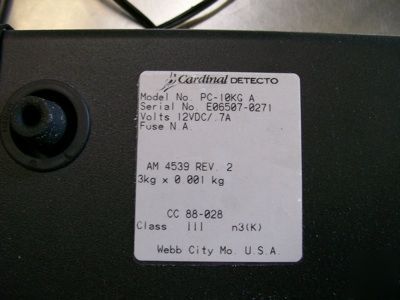 Cardinal DETECTO
Model No. PC-10KG A
Serial No. E06507-0271
Volts 12VDC/.7A
Fuse N.A.
AM 4539 REV. 2
3kg x 0.001 kg
CC 88-028
Class III n3(K)
Webb City Mo. U.S.A.